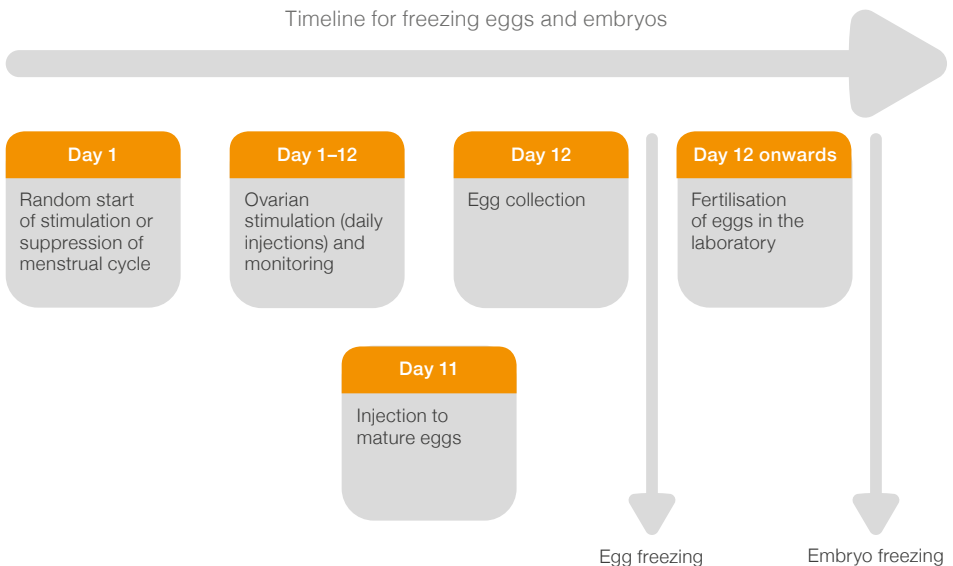 Timeline for freezing eggs and embryos
Day 1
Random start
of stimulation or
suppression of
menstrual cycle
Day 1–12
Ovarian
stimulation (daily
injections) and
monitoring
Day 12
Egg collection
Day 12 onwards
Fertilisation
of eggs in the
laboratory
Day 11
Injection to
mature eggs
Egg freezing
Embryo freezing